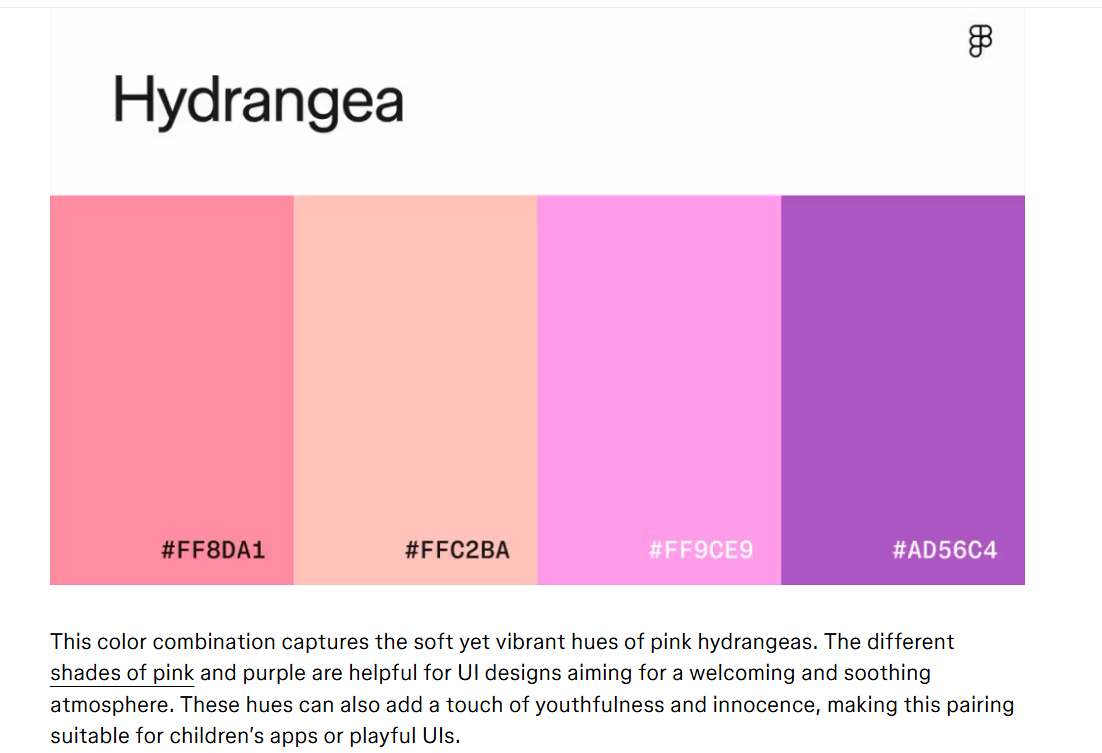 Hydrangea
#FF8DA1
#FFC2BA
#FF9CE9
#AD56C4
This color combination captures the soft yet vibrant hues of pink hydrangeas. The different
shades of pink and purple are helpful for UI designs aiming for a welcoming and soothing
atmosphere. These hues can also add a touch of youthfulness and innocence, making this pairing
suitable for children’s apps or playful UIs.